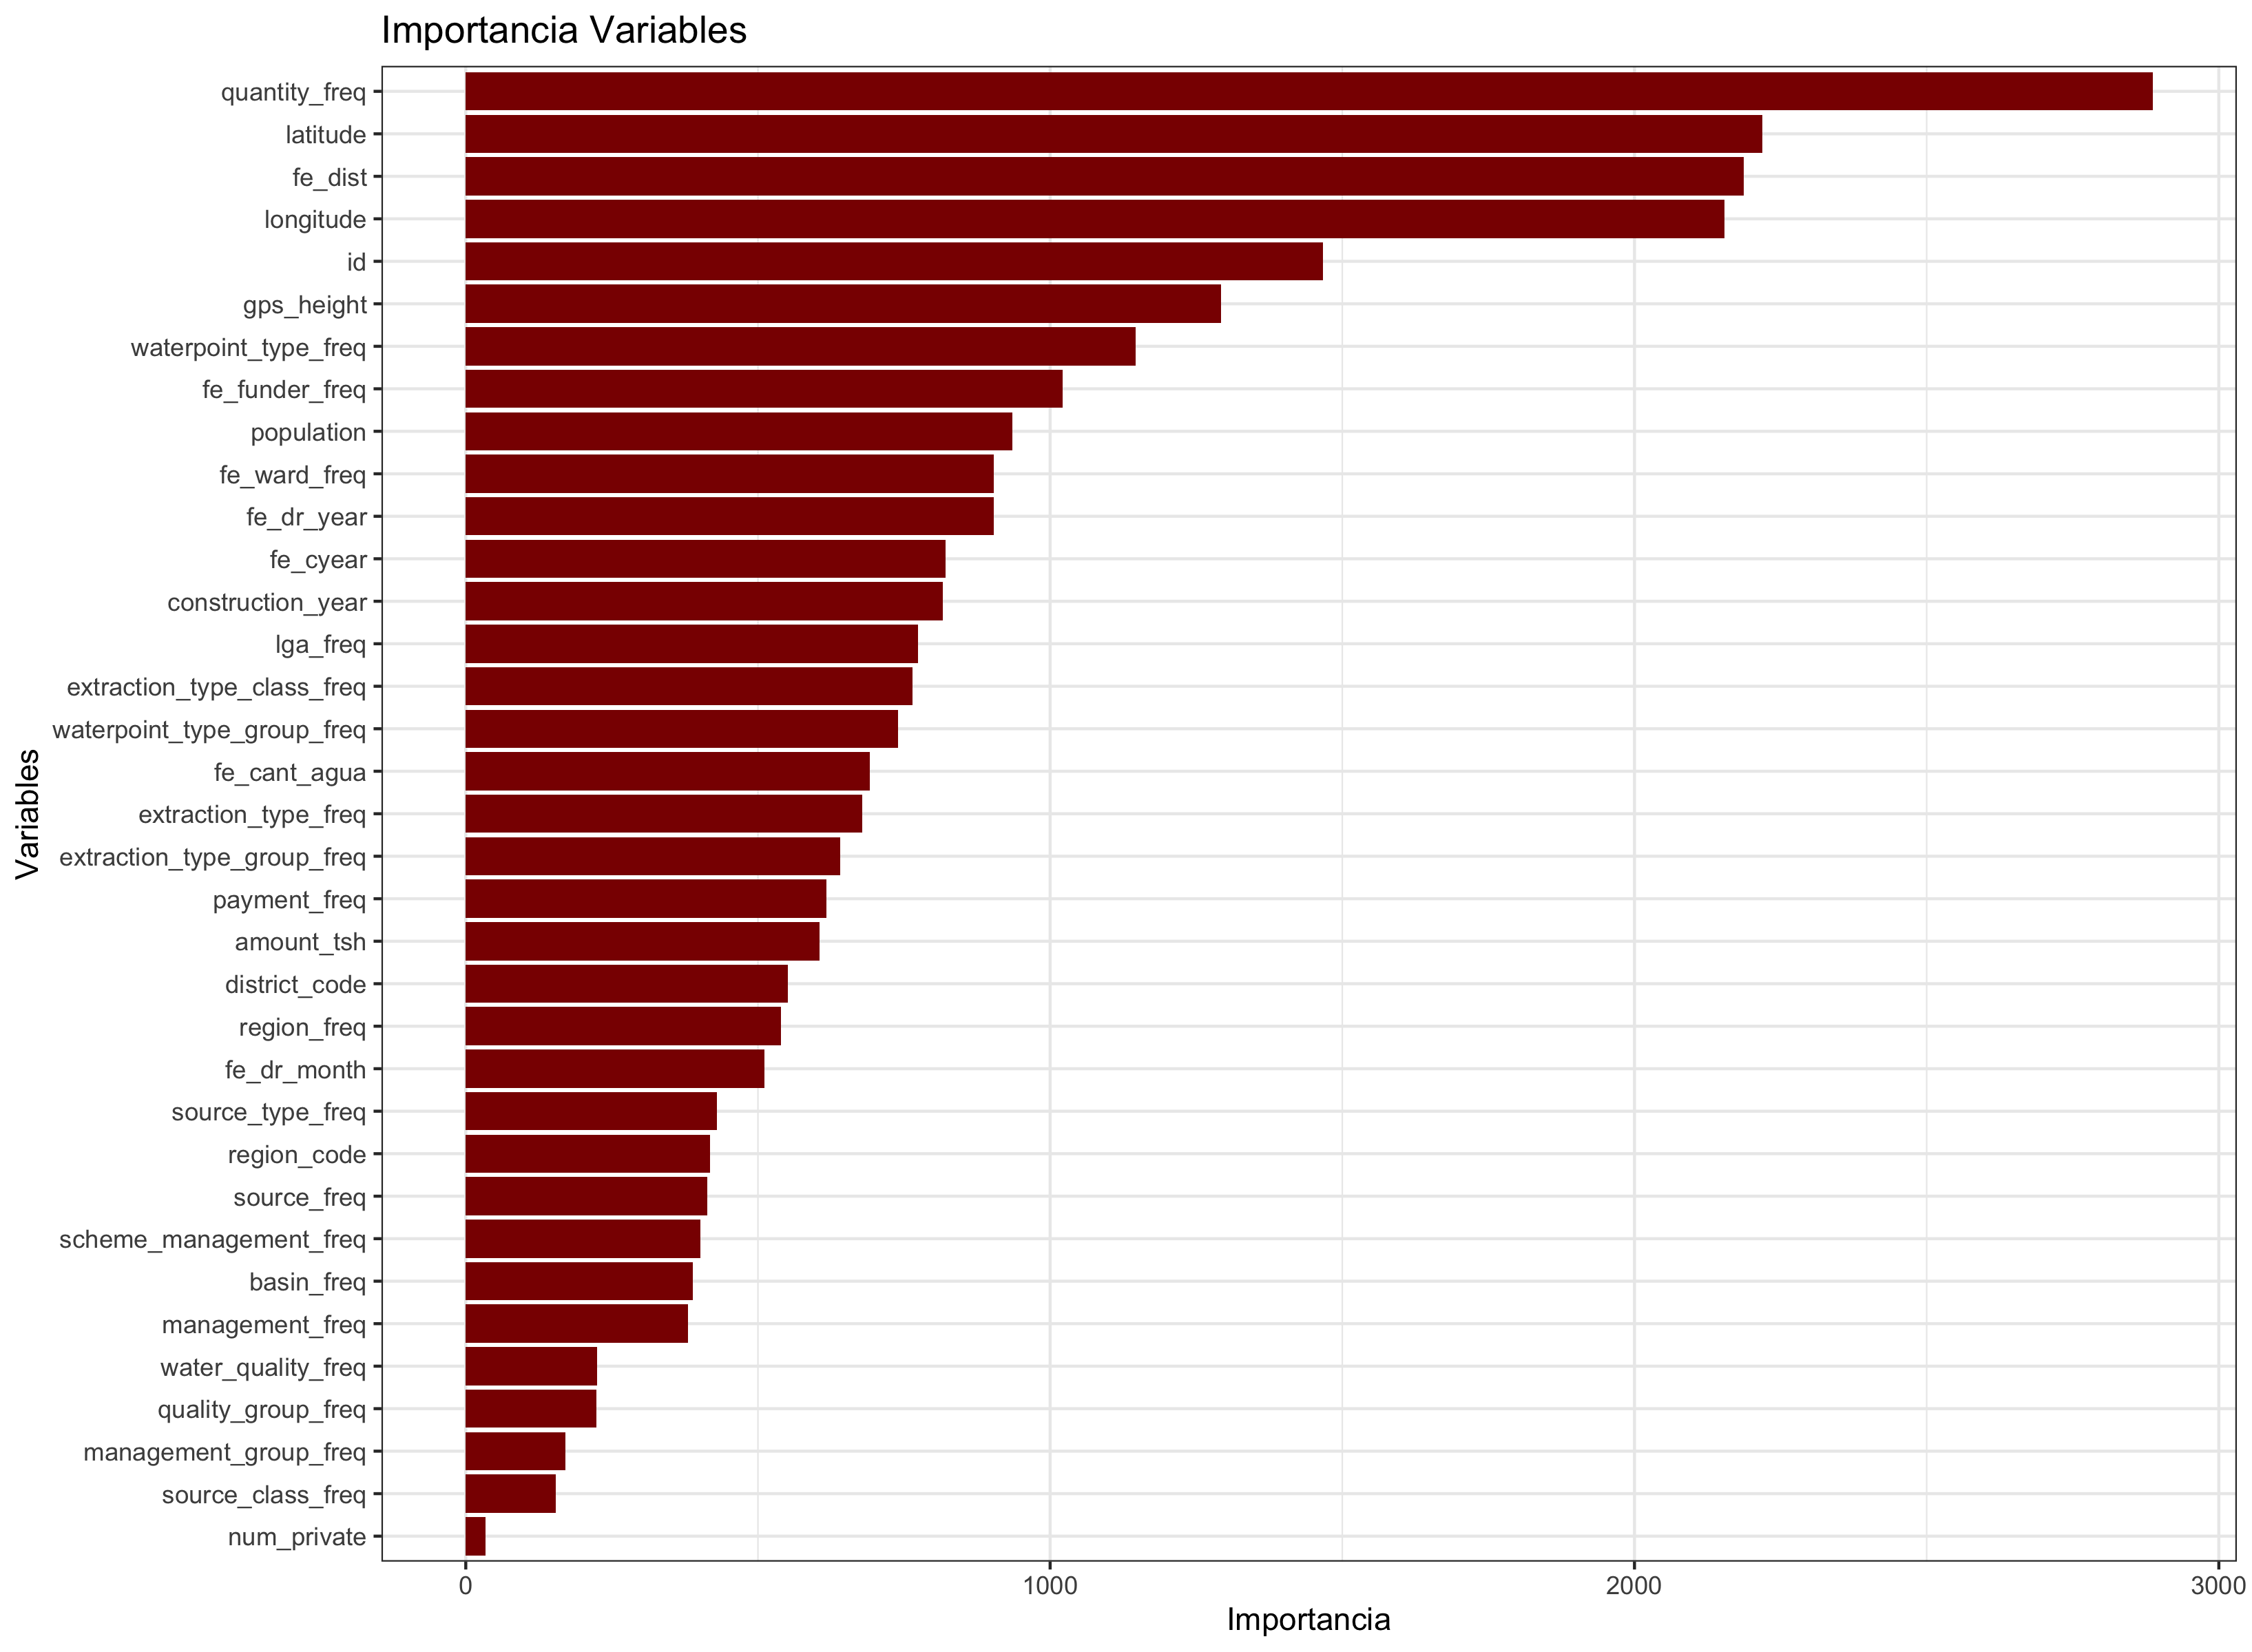 Importancia Variables
quantity_freq
latitude
fe_dist
longitude
id
gps_height
waterpoint_type_freq
fe_funder_freq
population
fe_ward_freq
fe_dr_year
fe_cyear
construction_year
lga_freq
extraction_type_class_freq
waterpoint_type_group_freq
fe_cant_agua
extraction_type_freq
extraction_type_group_freq
payment_freq
amount_tsh
district_code
region_freq
fe_dr_month
source_type_freq
region_code
source_freq
scheme_management_freq
basin_freq
management_freq
water_quality_freq
quality_group_freq
management_group_freq
source_class_freq
num_private
Variables
0 1000 2000 3000
Importancia